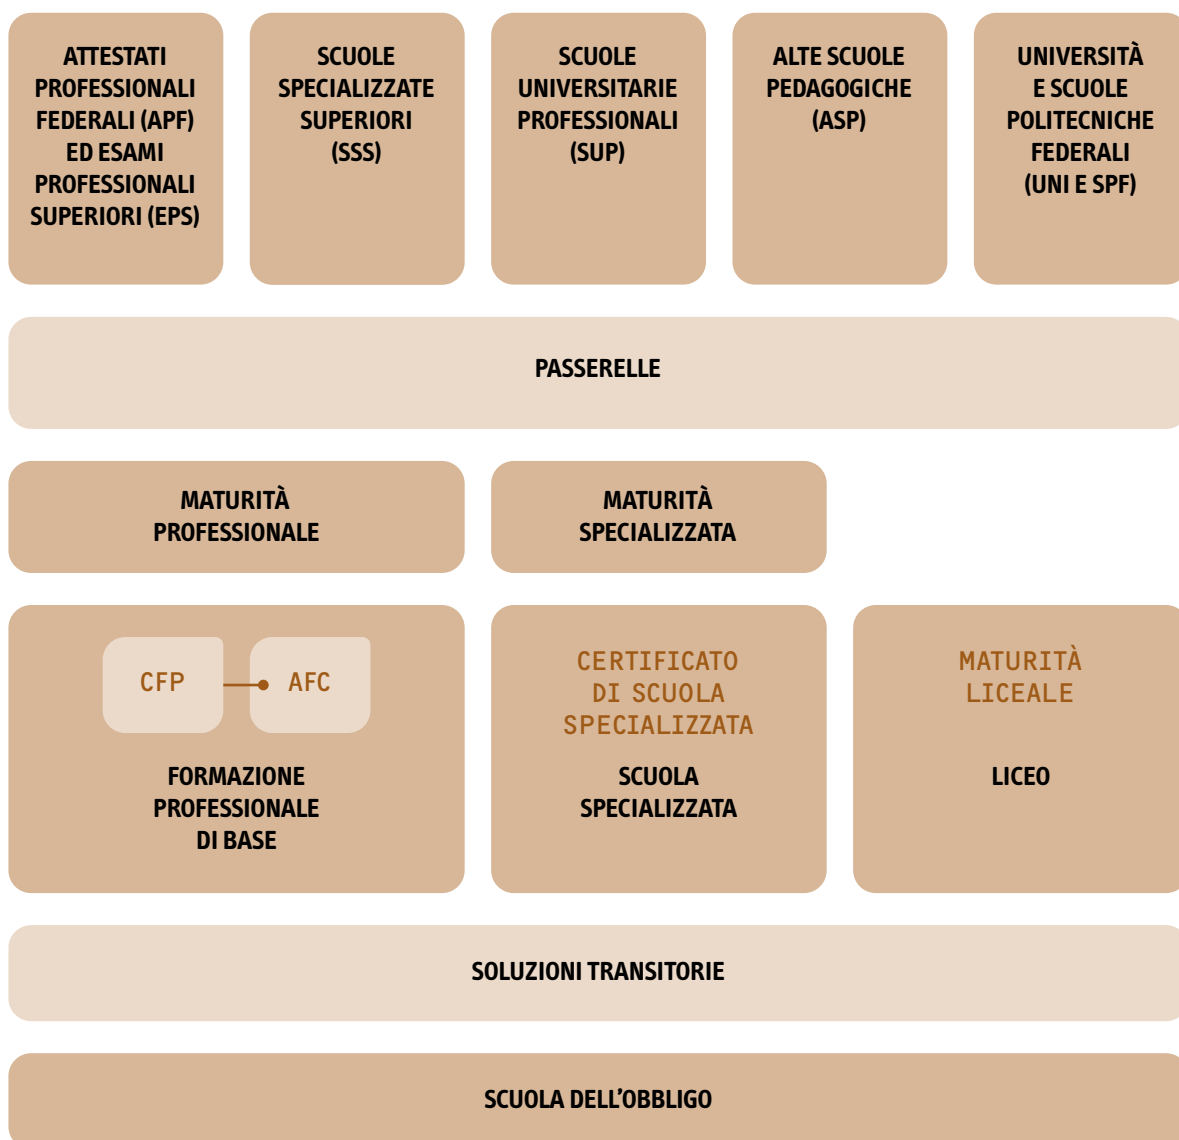 ATTESTATI
PROFESSIONALI
FEDERALI (APF)
ED ESAMI
PROFESSIONALI
SUPERIORI (EPS)
SCUOLE
SPECIALIZZATE
SUPERIORI
(SSS)
SCUOLE
UNIVERSITARIE
PROFESSIONALI
(SUP)
ALTE SCUOLE
PEDAGOGICHE
(ASP)
UNIVERSITÀ
E SCUOLE
POLITECNICHE
FEDERALI
(UNI E SPF)
PASSERELLE
MATURITÀ
PROFESSIONALE
MATURITÀ
SPECIALIZZATA
CFP
AFC
FORMAZIONE
PROFESSIONALE
DI BASE
CERTIFICATO
DI SCUOLA
SPECIALIZZATA
SCUOLA
SPECIALIZZATA
MATURITÀ
LICEALE
LICEO
SOLUZIONI TRANSITORIE
SCUOLA DELL'OBBLIGO